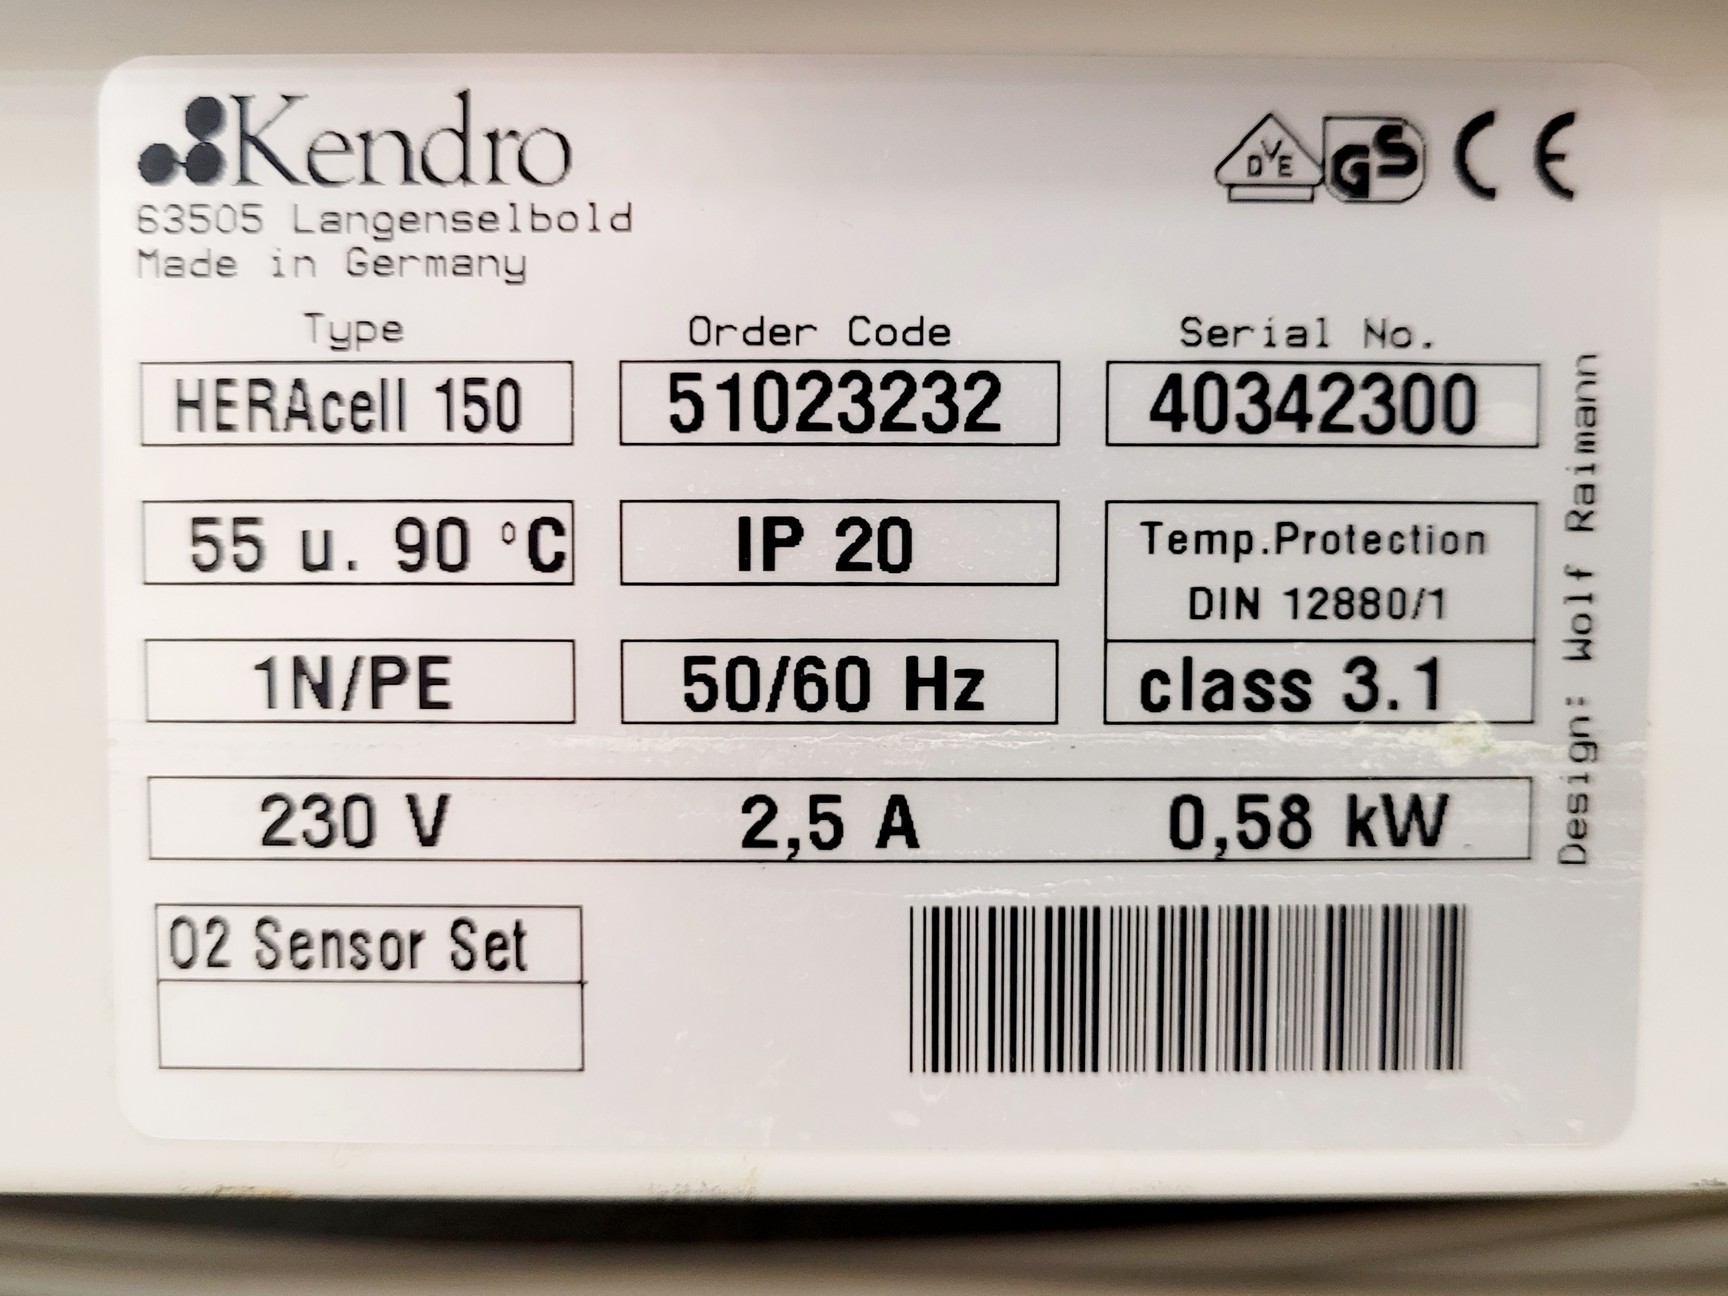 Kendro
DVE GS CE
63505 Langenselbold
Made in Germany
Type Order Code Serial No.
HERAcell 150 51023232 40342300
55 u. 90 °C IP 20 Temp.Protection
DIN 12880/1
1N/PE 50/60 Hz class 3.1
230 V 2,5 A 0,58 kW
O2 Sensor Set
Design: Wolf Raimann